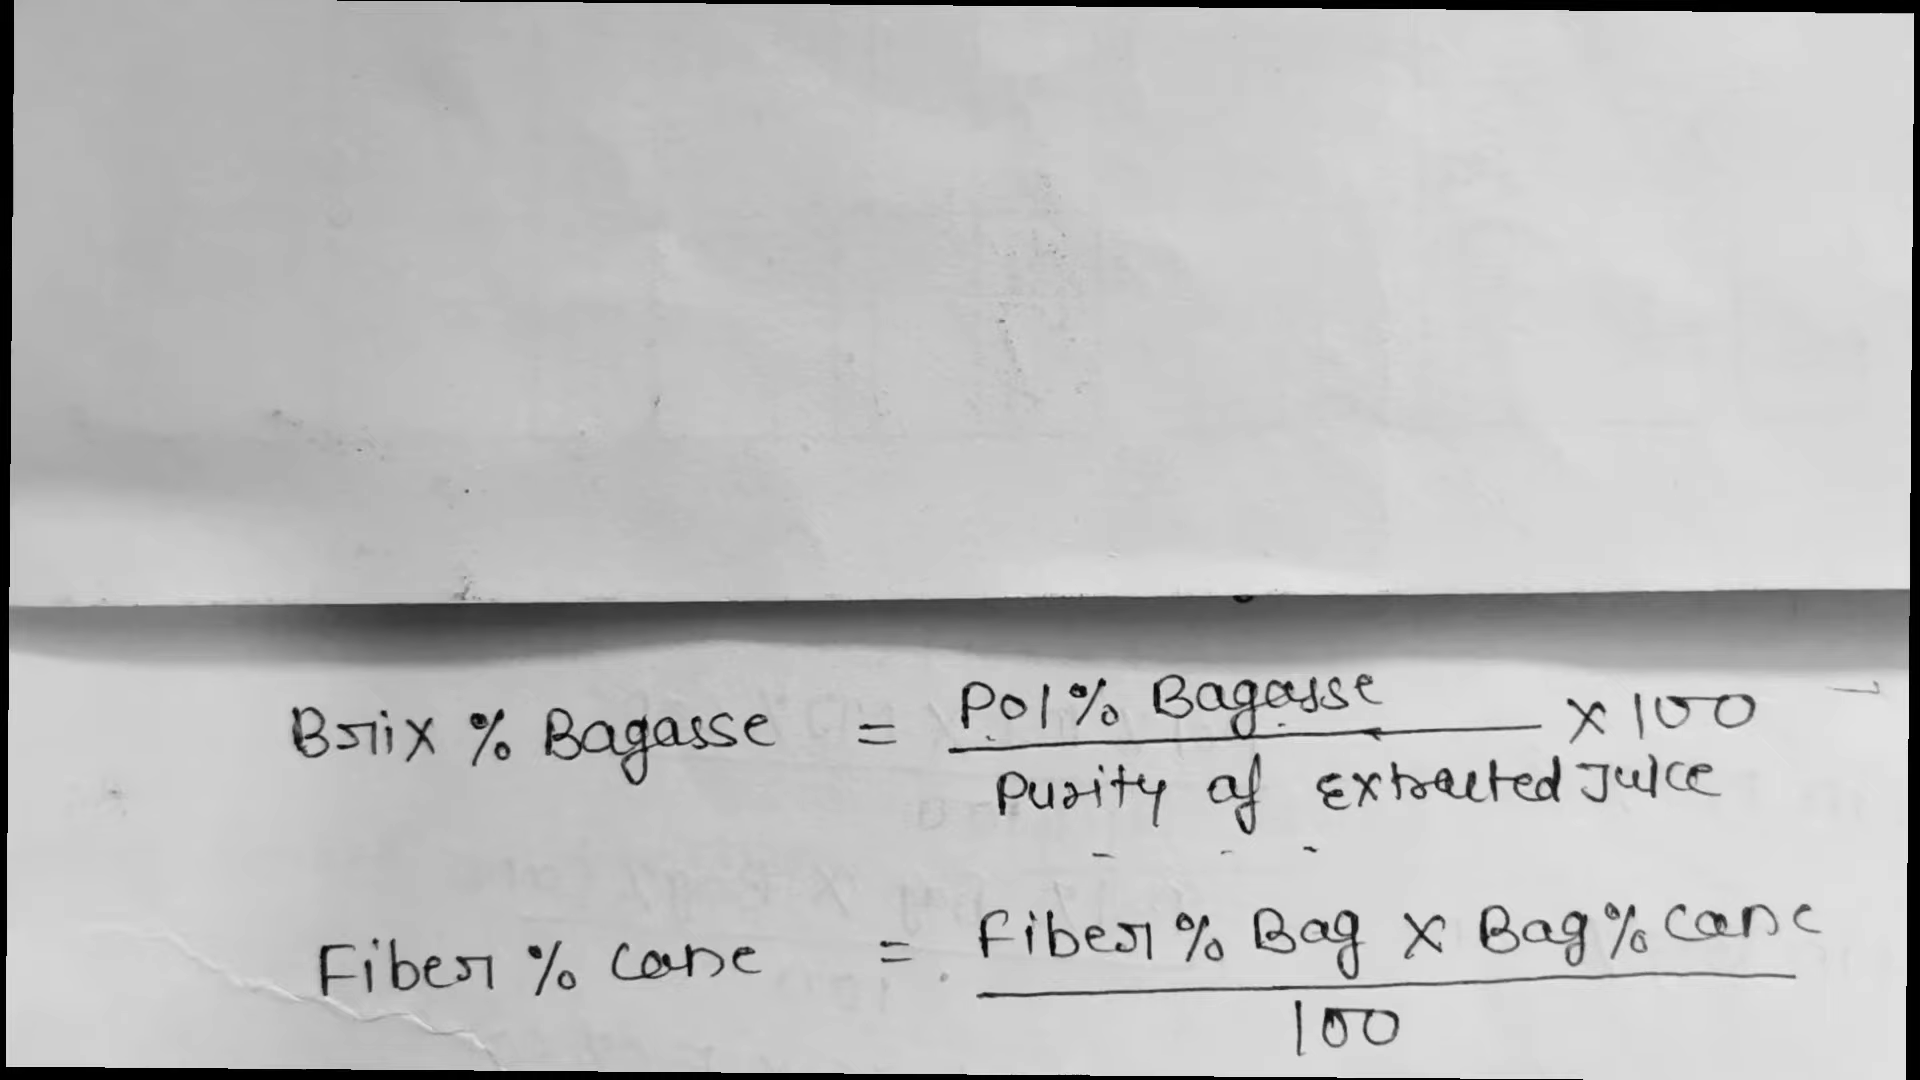 Brix % Bagasse = Pol % Bagasse / Purity of Extracted Juice × 100
Fiber % cane = Fiber % Bag × Bag % cane / 100